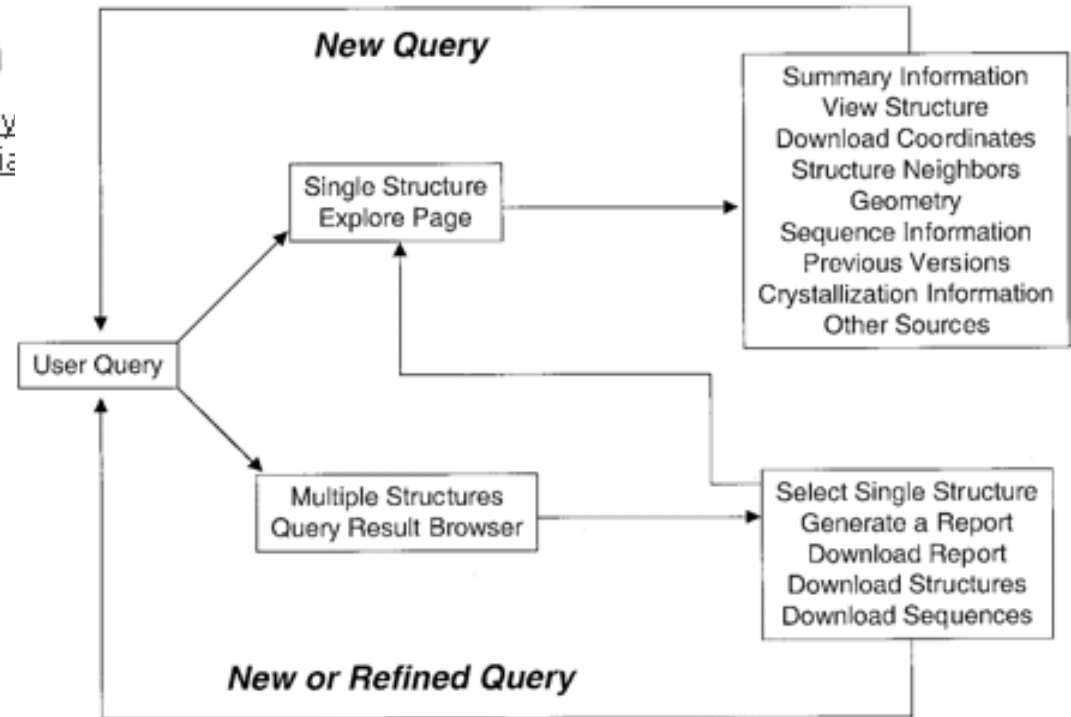 New Query
Summary Information
View Structure
Download Coordinates
Structure Neighbors
Geometry
Sequence Information
Previous Versions
Crystallization Information
Other Sources
Single Structure
Explore Page
User Query
Multiple Structures
Query Result Browser
Select Single Structure
Generate a Report
Download Report
Download Structures
Download Sequences
New or Refined Query